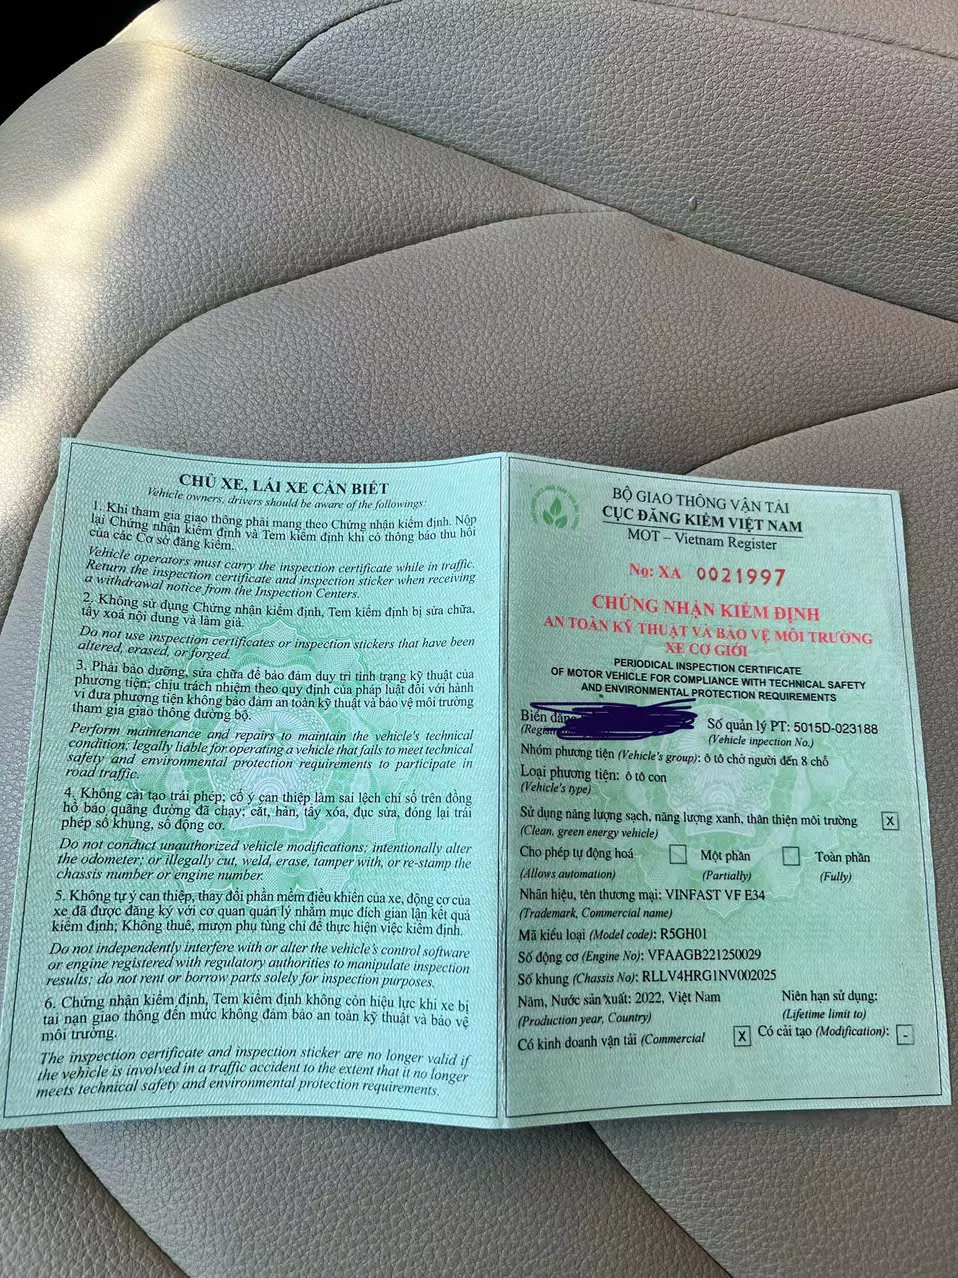 CHỦ XE, LÁI XE CẦN BIẾT
Vehicle owners, drivers should be aware of the followings:
1. Khi tham gia giao thông phải mang theo Chứng nhận kiểm định. Nộp
lại Chứng nhận kiểm định và Tem kiểm định khi có thông báo thu hồi
của các Cơ sở đăng kiểm.
Vehicle operators must carry the inspection certificate while in traffic.
Return the inspection certificate and inspection sticker when receiving
a withdrawal notice from the Inspection Centers.
2. Không sử dụng Chứng nhận kiểm định, Tem kiểm định bị sửa chữa,
tẩy xoá nội dung và làm giả.
Do not use inspection certificates or inspection stickers that have been
altered, erased, or forged.
3. Phải bảo dưỡng, sửa chữa để bảo đảm duy trì tình trạng kỹ thuật của
phương tiện; chịu trách nhiệm theo quy định của pháp luật đối với hành
vi đưa phương tiện không bảo đảm an toàn kỹ thuật và bảo vệ môi trường
tham gia giao thông đường bộ.
Perform maintenance and repairs to maintain the vehicle's technical
condition; legally liable for operating a vehicle that fails to meet technical
safety and environmental protection requirements to participate in
road traffic.
4. Không cải tạo trái phép; cố ý can thiệp làm sai lệch chỉ số trên đồng
hồ báo quãng đường đã chạy; cắt, hàn, tẩy xóa, đục sửa, đóng lại trái
phép số khung, số động cơ.
Do not conduct unauthorized vehicle modifications; intentionally alter
the odometer; or illegally cut, weld, erase, tamper with, or re-stamp the
chassis number or engine number.
5. Không tự ý can thiệp, thay đổi phần mềm điều khiển của xe, động cơ của
xe đã được đăng ký với cơ quan quản lý nhằm mục đích gian lận kết quả
kiểm định; Không thuê, mượn phụ tùng chỉ để thực hiện việc kiểm định.
Do not independently interfere with or alter the vehicle's control software
or engine registered with regulatory authorities to manipulate inspection
results; do not rent or borrow parts solely for inspection purposes.
6. Chứng nhận kiểm định, Tem kiểm định không còn hiệu lực khi xe bị
tai nạn giao thông đến mức không đảm bảo an toàn kỹ thuật và bảo vệ
môi trường.
The inspection certificate and inspection sticker are no longer valid if
the vehicle is involved in a traffic accident to the extent that it no longer
meets technical safety and environmental protection requirements.
BỘ GIAO THÔNG VẬN TẢI
CỤC ĐĂNG KIỂM VIỆT NAM
MOT – Vietnam Register
No: XA 0021997
CHỨNG NHẬN KIỂM ĐỊNH
AN TOÀN KỸ THUẬT VÀ BẢO VỆ MÔI TRƯỜNG
XE CƠ GIỚI
PERIODICAL INSPECTION CERTIFICATE
OF MOTOR VEHICLE FOR COMPLIANCE WITH TECHNICAL SAFETY
AND ENVIRONMENTAL PROTECTION REQUIREMENTS
Biển Số quản lý PT: 5015D-023188
(Vehicle inspection No.)
Nhóm phương tiện (Vehicle's group): ô tô chở người đến 8 chỗ
Loại phương tiện: ô tô con
(Vehicle's type)
Sử dụng năng lượng sạch, năng lượng xanh, thân thiện môi trường X
(Clean, green energy vehicle)
Cho phép tự động hoá Một phần Toàn phần
(Allows automation) (Partially) (Fully)
Nhãn hiệu, tên thương mại: VINFAST VF E34
(Trademark, Commercial name)
Mã kiểu loại (Model code): R5GH01
Số động cơ (Engine No): VFAAGB221250029
Số khung (Chassis No): RLLV4HRG1NV002025
Năm, Nước sản xuất: 2022, Việt Nam Niên hạn sử dụng:
(Production year, Country) (Lifetime limit to)
Có kinh doanh vận tải (Commercial X Có cải tạo (Modification): -